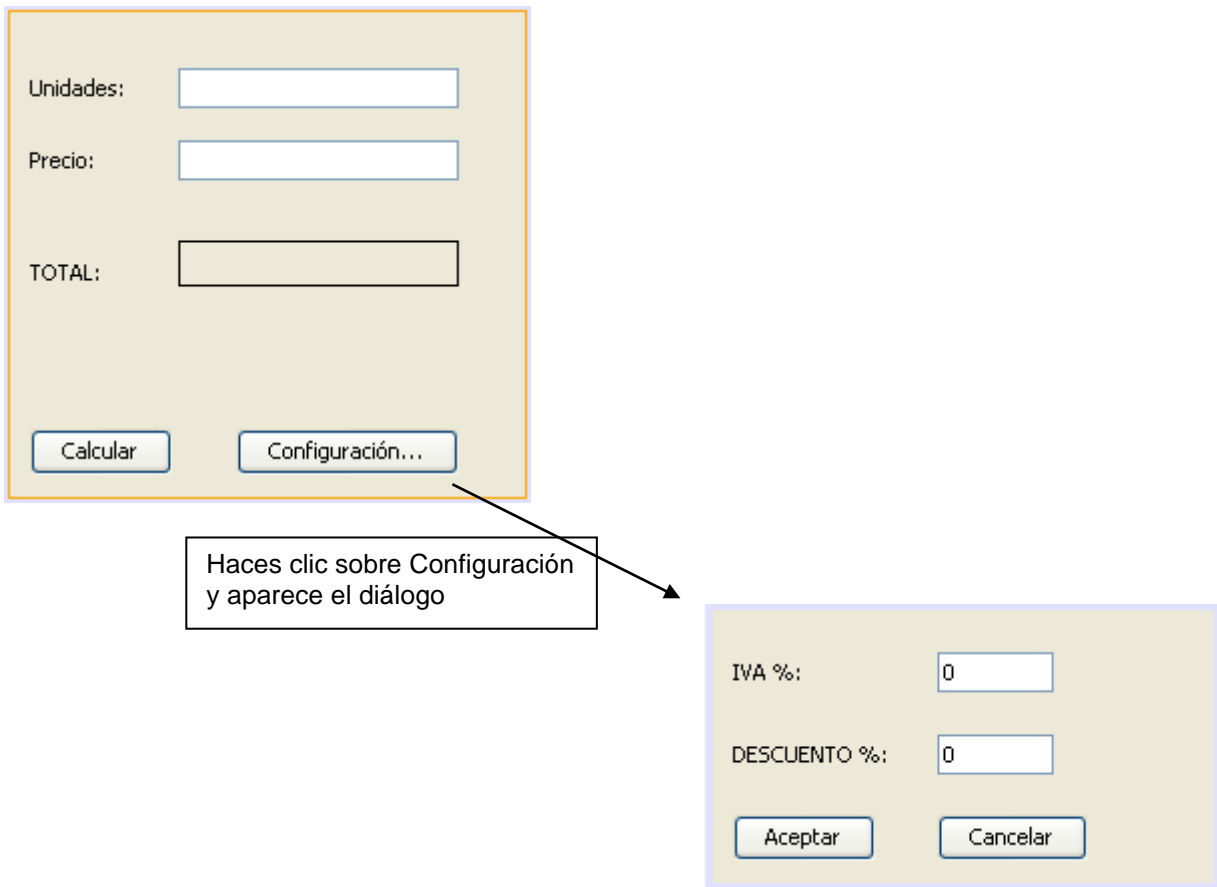 Unidades:
Precio:
TOTAL:
Calcular Configuración...
Haces clic sobre Configuración
y aparece el diálogo
IVA %: 0
DESCUENTO %: 0
Aceptar Cancelar